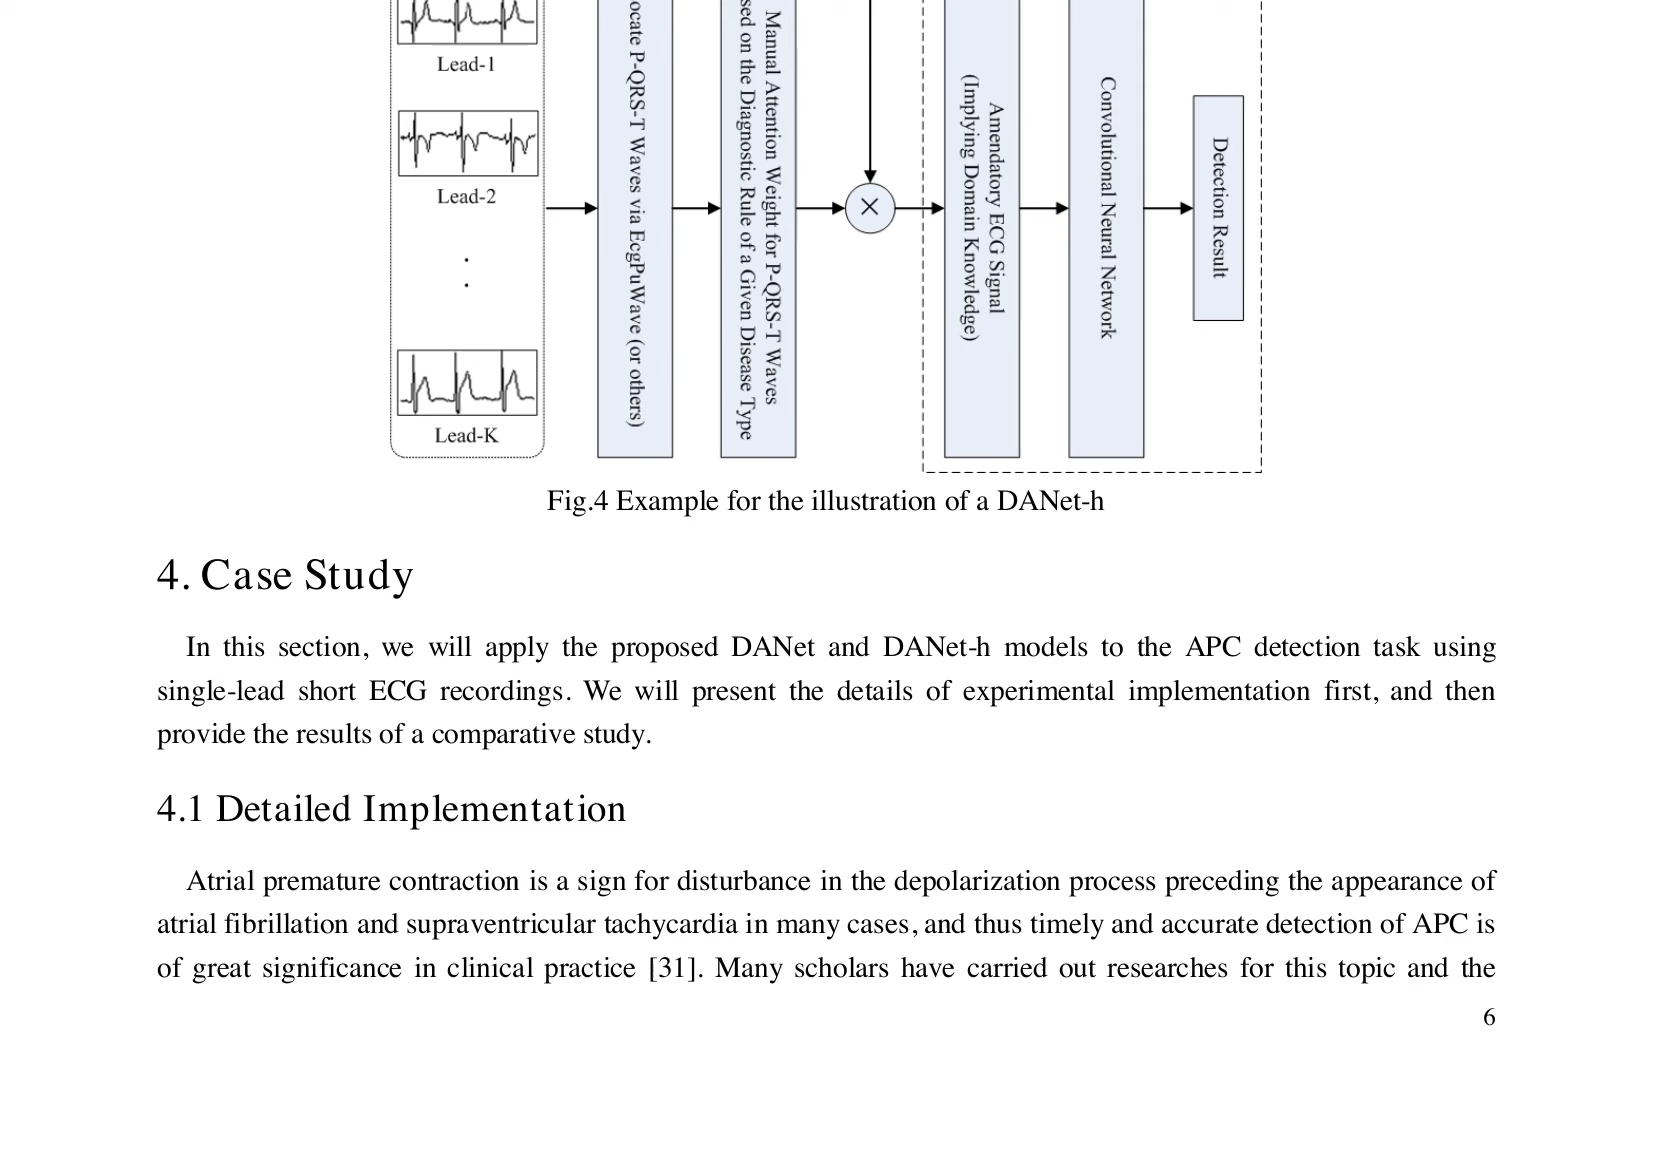 Lead-1
Lead-2
.
.
Lead-K
ocate P-QRS-T Waves via EcgPuWave (or others)
Manual Attention Weight for P-QRS-T Waves
sed on the Diagnostic Rule of a Given Disease Type
×
Amendatory ECG Signal
(Implying Domain Knowledge)
Convolutional Neural Network
Detection Result
Fig.4 Example for the illustration of a DANet-h
4. Case Study
In this section, we will apply the proposed DANet and DANet-h models to the APC detection task using
single-lead short ECG recordings. We will present the details of experimental implementation first, and then
provide the results of a comparative study.
4.1 Detailed Implementation
Atrial premature contraction is a sign for disturbance in the depolarization process preceding the appearance of
atrial fibrillation and supraventricular tachycardia in many cases, and thus timely and accurate detection of APC is
of great significance in clinical practice [31]. Many scholars have carried out researches for this topic and the
6